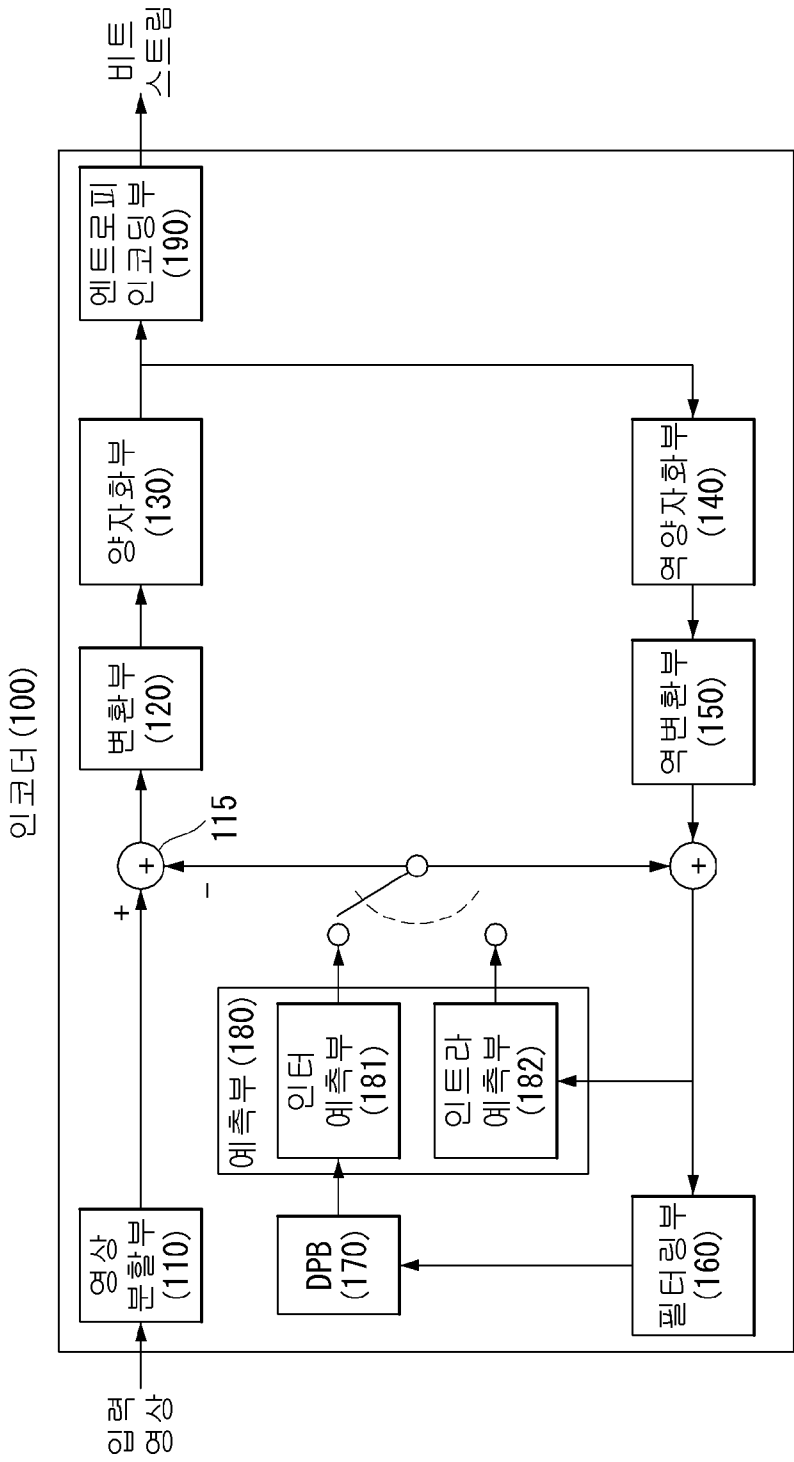 인코더(100)
입력
영상
영상
분할부
(110)
+
-
+
115
변환부
(120)
양자화부
(130)
엔트로피
인코딩부
(190)
비트
스트림
예측부(180)
DPB
(170)
인터
예측부
(181)
인트라
예측부
(182)
필터링부
(160)
+
역변환부
(150)
역양자화부
(140)